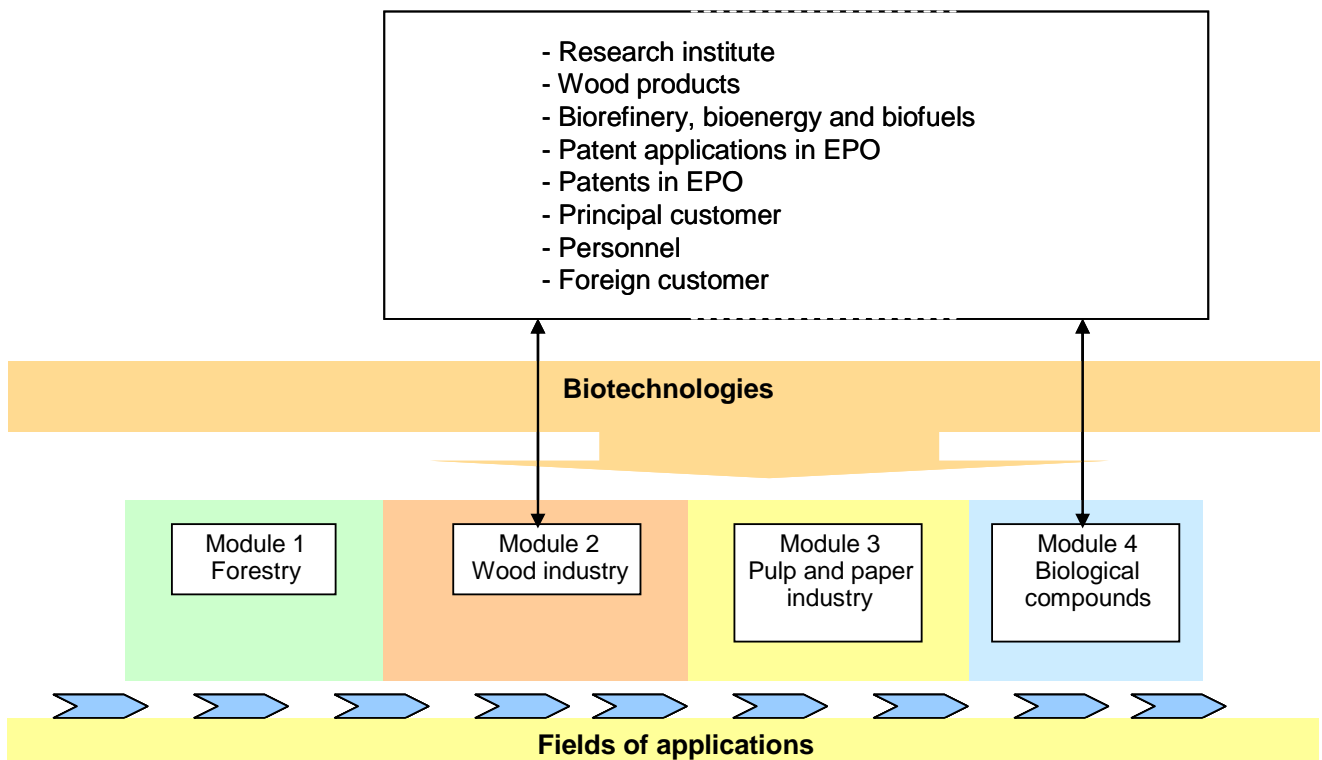 - Research institute
- Wood products
- Biorefinery, bioenergy and biofuels
- Patent applications in EPO
- Patents in EPO
- Principal customer
- Personnel
- Foreign customer
Biotechnologies
Module 1
Forestry
Module 2
Wood industry
Module 3
Pulp and paper
industry
Module 4
Biological
compounds
Fields of applications